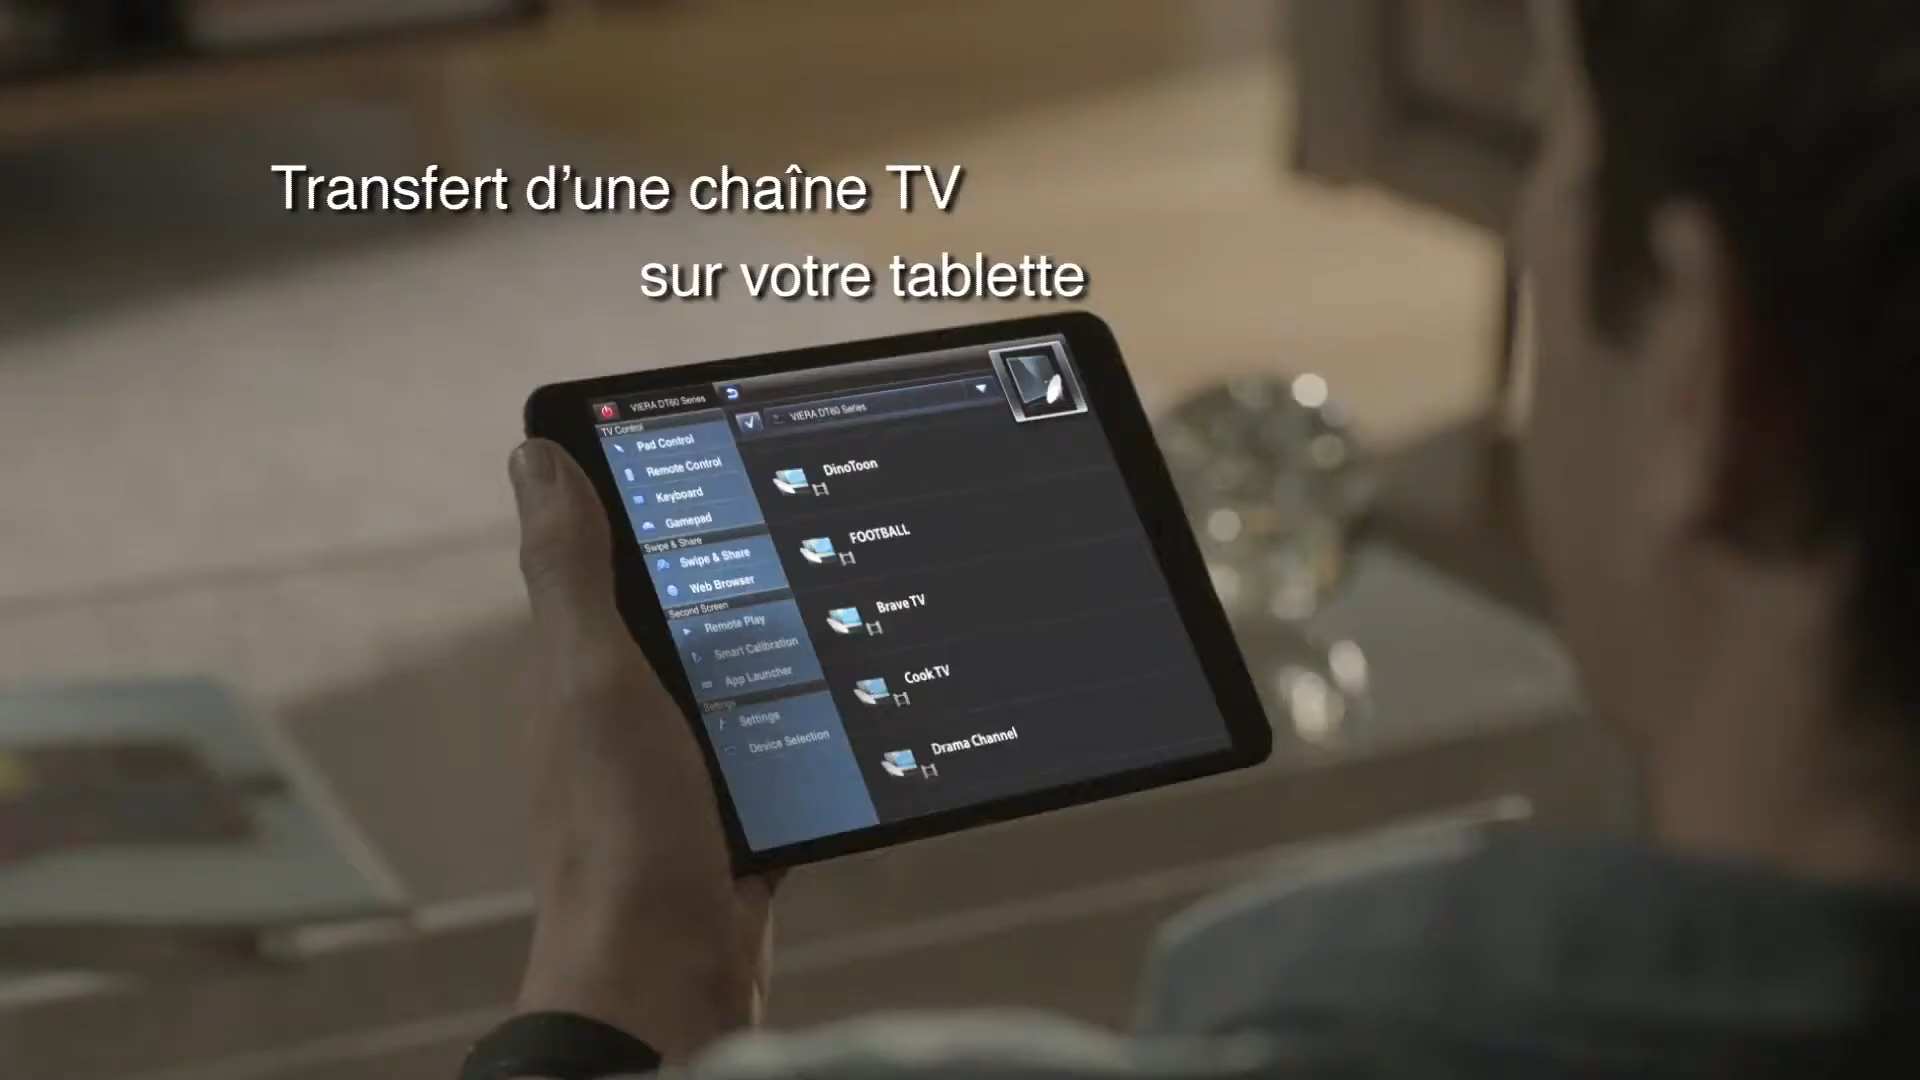 Transfert d’une chaîne TV
sur votre tablette
VIERA DT60 Series
TV Control
Pad Control
Remote Control
Keyboard
Gamepad
Swipe & Share
Swipe & Share
Web Browser
Second Screen
Remote Play
Smart Calibration
App Launcher
Settings
Settings
Device Selection
VIERA DT60 Series
DinoToon
FOOTBALL
Brave TV
Cook TV
Drama Channel